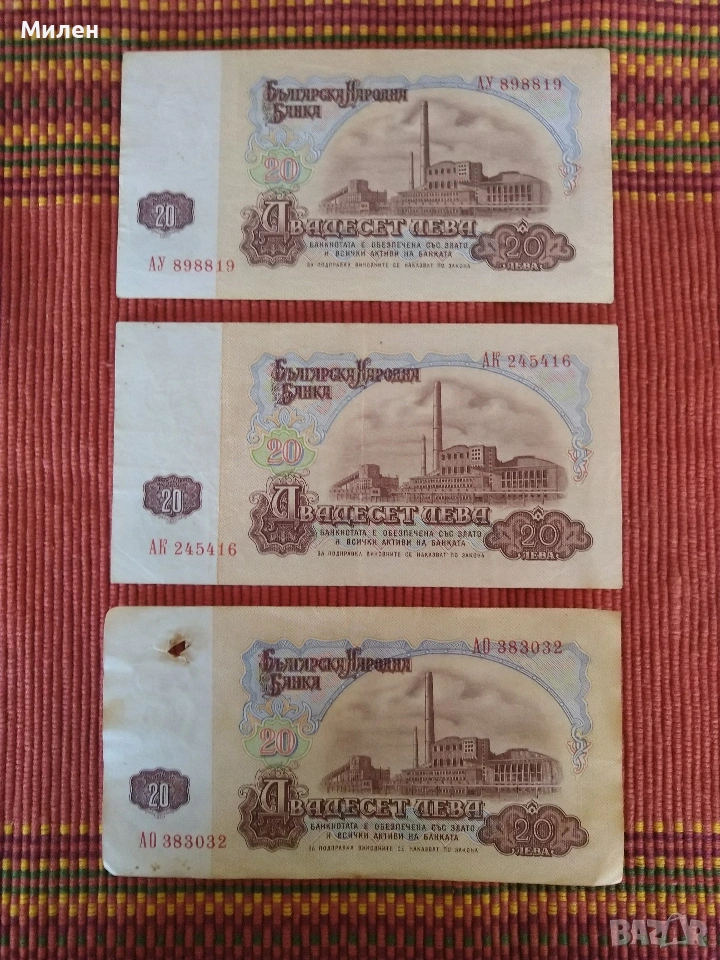 Милен
АУ 898819
БЪЛГАРСКА НАРОДНА
БАНКА
20
20
ДВАДЕСЕТ ЛЕВА
БАНКНОТАТА Е ОБЕЗПЕЧЕНА СЪС ЗЛАТО
И ВСИЧКИ АКТИВИ НА БАНКАТА
20
ЛЕВА
АУ 898819
ЗА ПОДПРАВКА ВИНОВНИТЕ СЕ НАКАЗВАТ ПО ЗАКОНА
АК 245416
БЪЛГАРСКА НАРОДНА
БАНКА
20
20
ДВАДЕСЕТ ЛЕВА
БАНКНОТАТА Е ОБЕЗПЕЧЕНА СЪС ЗЛАТО
И ВСИЧКИ АКТИВИ НА БАНКАТА
20
ЛЕВА
АК 245416
ЗА ПОДПРАВКА ВИНОВНИТЕ СЕ НАКАЗВАТ ПО ЗАКОНА
АО 383032
БЪЛГАРСКА НАРОДНА
БАНКА
20
20
ДВАДЕСЕТ ЛЕВА
БАНКНОТАТА Е ОБЕЗПЕЧЕНА СЪС ЗЛАТО
И ВСИЧКИ АКТИВИ НА БАНКАТА
20
ЛЕВА
АО 383032
ЗА ПОДПРАВКА ВИНОВНИТЕ СЕ НАКАЗВАТ ПО ЗАКОНА
BAZAR